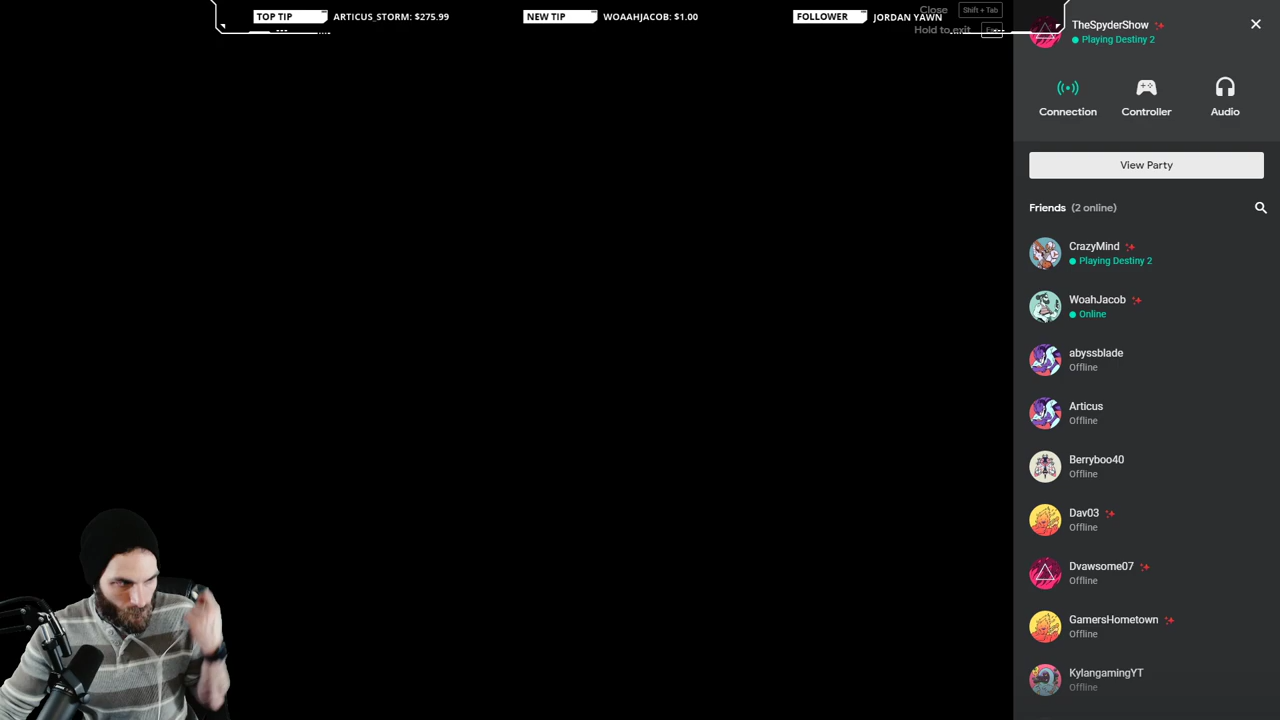 TOP TIP ARTICUS_STORM: $275.99 NEW TIP WOAAHJACOB: $1.00 FOLLOWER JORDAN YAWN
Close Shift + Tab
Hold to exit
TheSpyderShow
Playing Destiny 2
Connection Controller Audio
View Party
Friends (2 online)
CrazyMind
Playing Destiny 2
WoahJacob
Online
abyssblade
Offline
Articus
Offline
Berryboo40
Offline
Dav03
Offline
Dvawsome07
Offline
GamersHometown
Offline
KylangamingYT
Offline